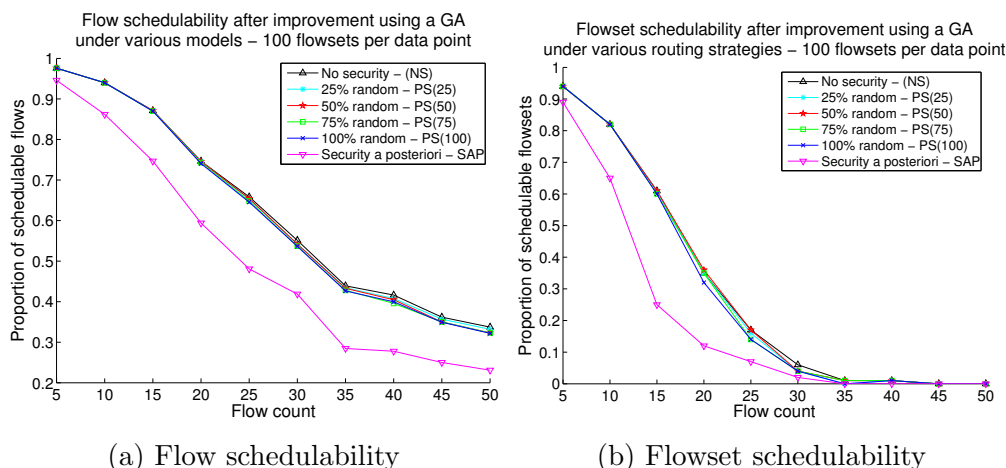 Flow schedulability after improvement using a GA
under various models − 100 flowsets per data point
1
0.9
0.8
0.7
0.6
0.5
0.4
0.3
0.2
Proportion of schedulable flows
No security − (NS)
25% random − PS(25)
50% random − PS(50)
75% random − PS(75)
100% random − PS(100)
Security a posteriori − SAP
5 10 15 20 25 30 35 40 45 50
Flow count
(a) Flow schedulability
Flowset schedulability after improvement using a GA
under various routing strategies − 100 flowsets per data point
1
0.9
0.8
0.7
0.6
0.5
0.4
0.3
0.2
0.1
0
Proportion of schedulable flowsets
No security − (NS)
25% random − PS(25)
50% random − PS(50)
75% random − PS(75)
100% random − PS(100)
Security a posteriori − SAP
5 10 15 20 25 30 35 40 45 50
Flow count
(b) Flowset schedulability